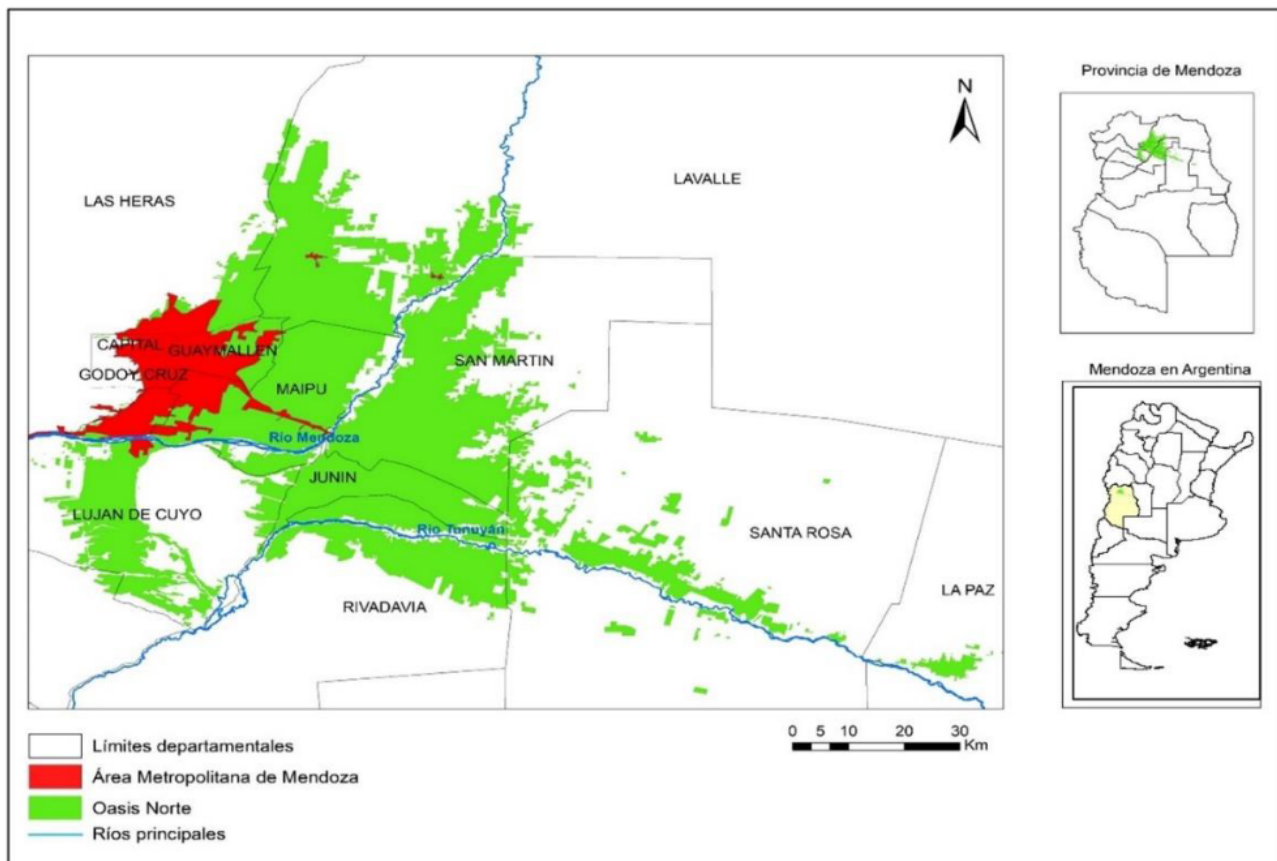 Provincia de Mendoza
N
LAS HERAS
LAVALLE
CAPITAL
GUAYMALLEN
GODOY CRUZ
MAIPU
SAN MARTIN
Mendoza en Argentina
Río Mendoza
JUNIN
LUJAN DE CUYO
Río Tunuyán
SANTA ROSA
RIVADAVIA
LA PAZ
Límites departamentales
Área Metropolitana de Mendoza
Oasis Norte
Ríos principales
0 5 10 20 30
Km